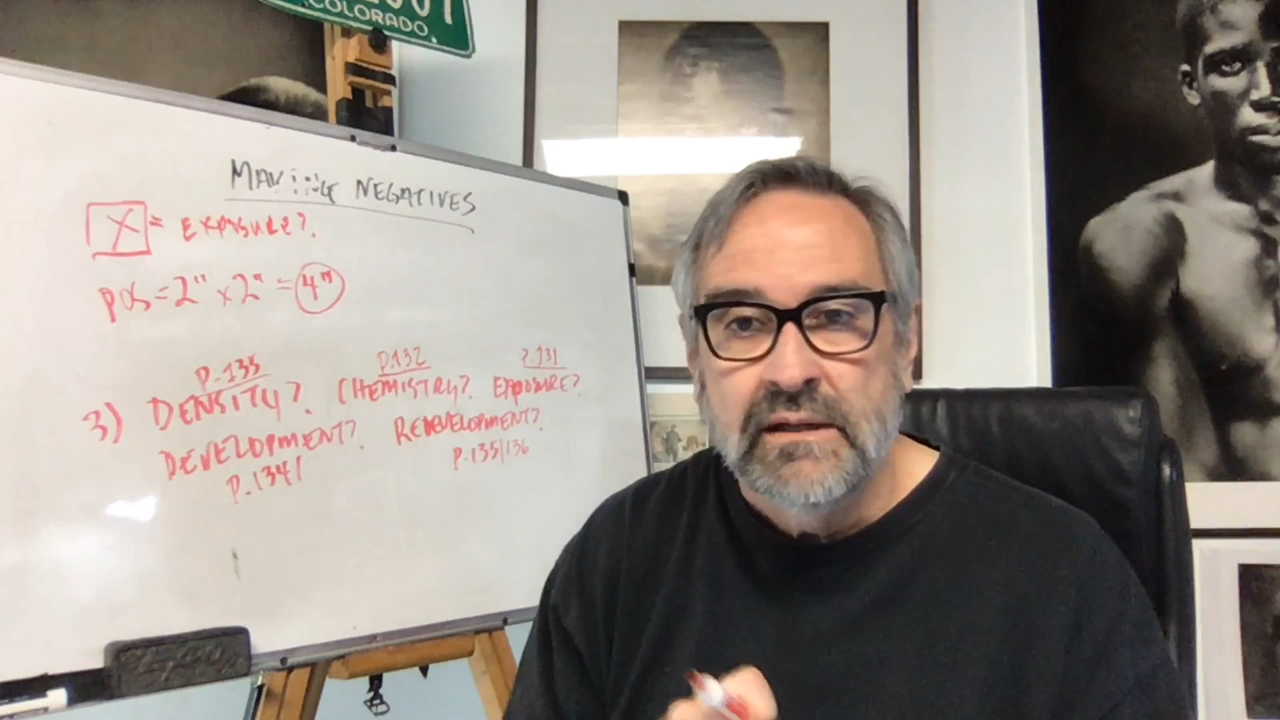 COLORADO.
MAKING NEGATIVES
X = EXPOSURE?
POS = 2" x 2" = 4"
P.135 P.132 P.131
3) DENSITY? CHEMISTRY? EXPOSURE?
DEVELOPMENT? REDEVELOPMENT?
P.134/ P.135/136